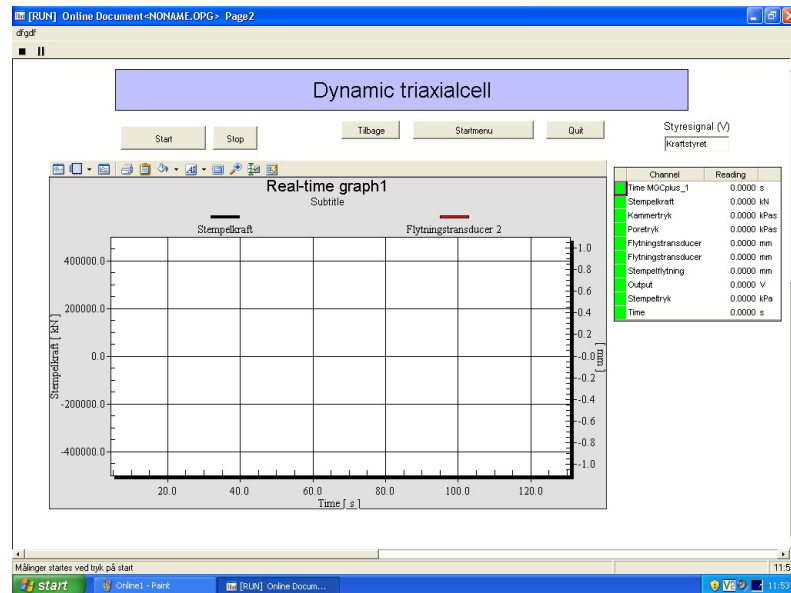 [RUN] Online Document<NONAME.OPG> Page2
dfgdf
Dynamic triaxialcell
Start
Stop
Tilbage
Startmenu
Quit
Styresignal (V)
Kraftstyret
Real-time graph1
Subtitle
Stempelkraft
Flytningstransducer 2
400000.0
200000.0
0.0
-200000.0
-400000.0
Stempelkraft [ kN ]
1.0
0.8
0.6
0.4
0.2
-0.0
-0.2
-0.4
-0.6
-0.8
-1.0
[ mm ]
20.0 40.0 60.0 80.0 100.0 120.0
Time [ s ]
Channel Reading
Time MGCplus_1 0.0000 s
Stempelkraft 0.0000 kN
Kammertryk 0.0000 kPas
Poretryk 0.0000 kPas
Flytningstransducer 0.0000 mm
Flytningstransducer 0.0000 mm
Stempelflytning 0.0000 mm
Output 0.0000 V
Stempeltryk 0.0000 kPa
Time 0.0000 s
Målinger startes ved tryk på start
11:5
start
Online1 - Paint
[RUN] Online Docum...
11:53